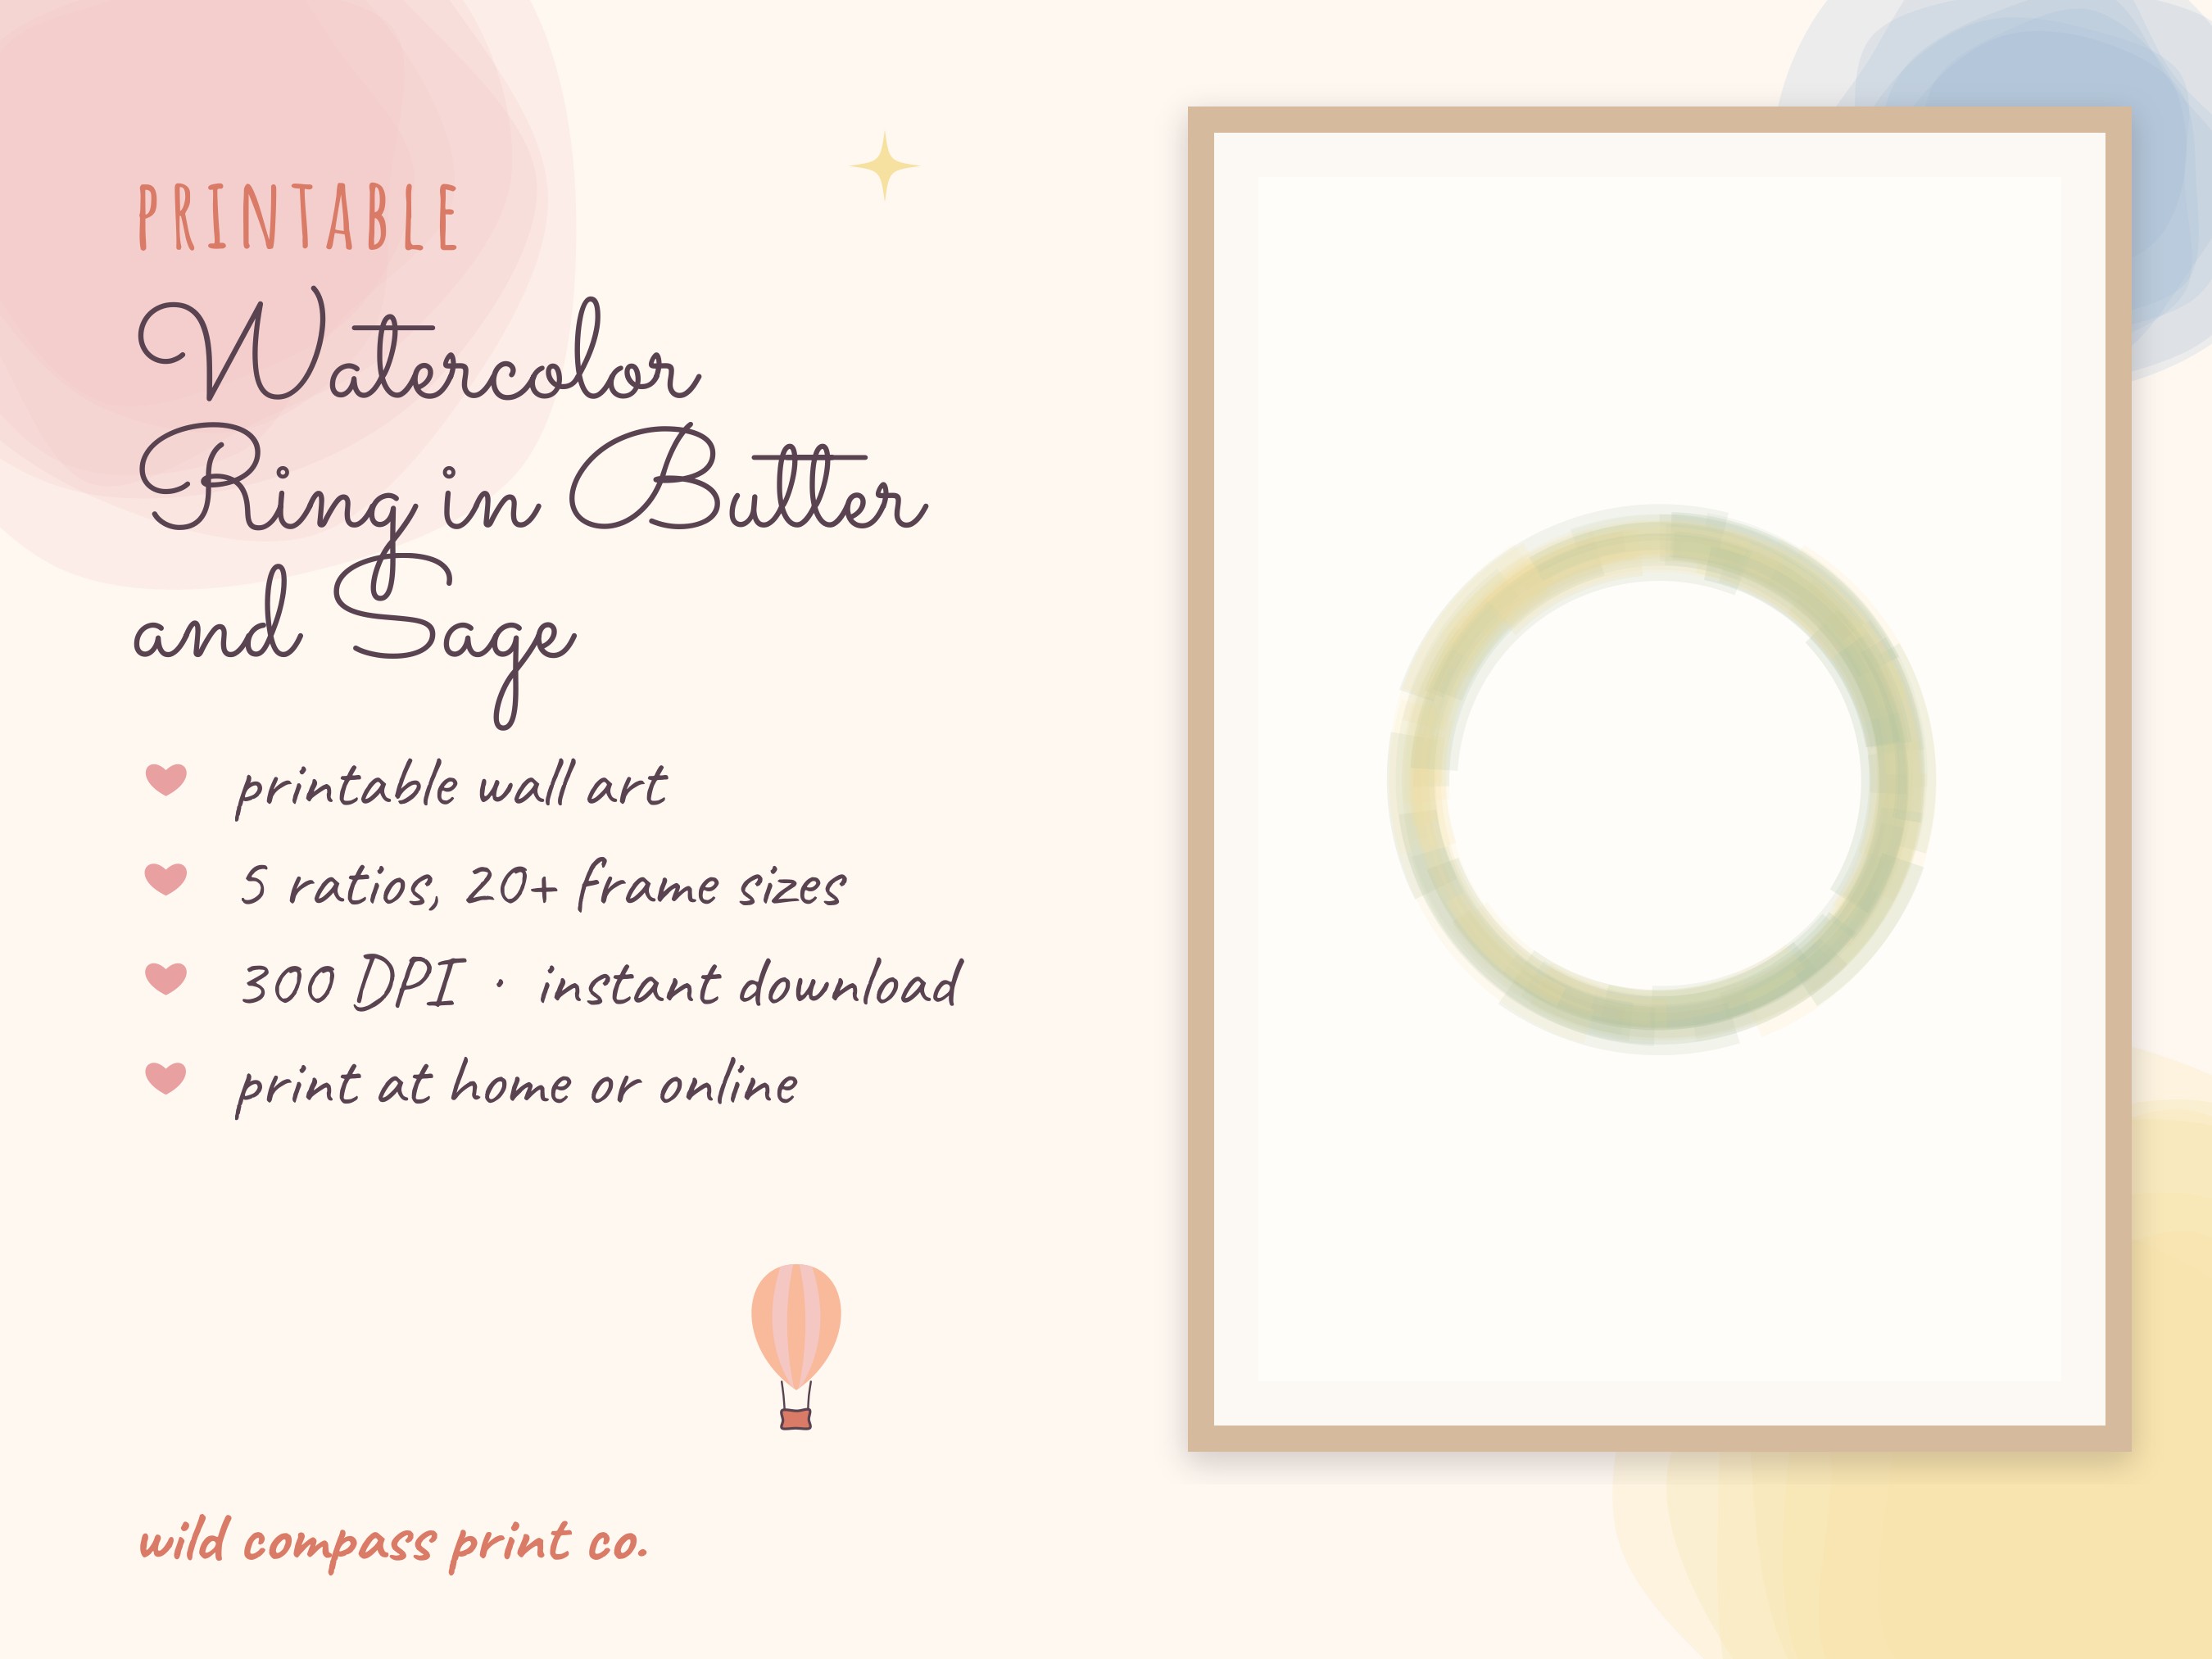 PRINTABLE
Watercolor
Ring in Butter
and Sage
printable wall art
5 ratios, 20+ frame sizes
300 DPI · instant download
print at home or online
wild compass print co.